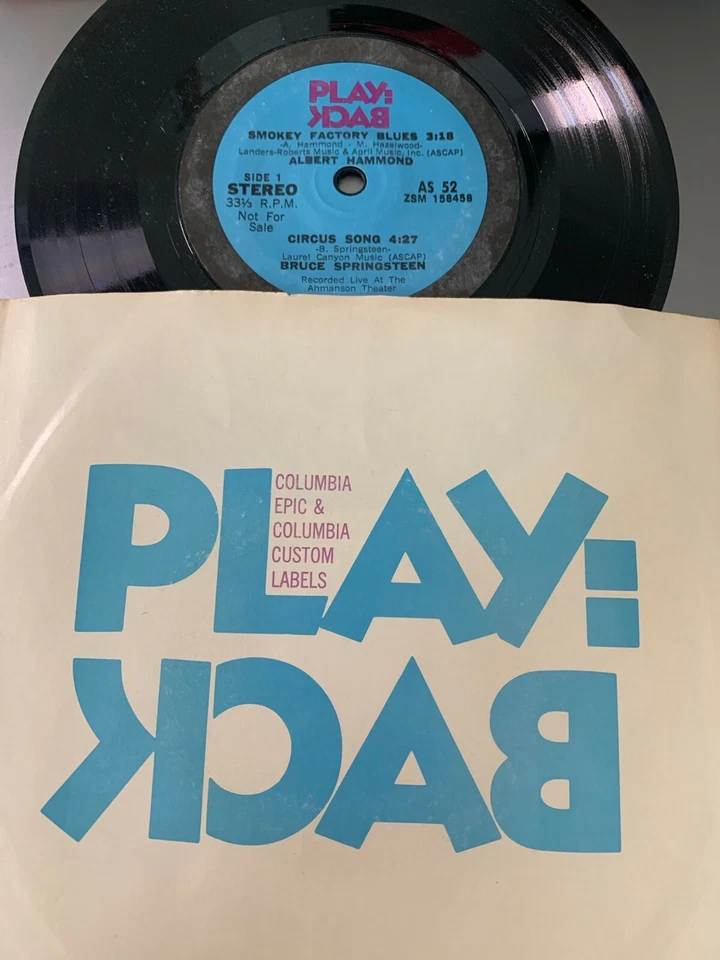 PLAY:
BACK
SMOKEY FACTORY BLUES 3:18
-A. Hammond - M. Hazelwood-
Landers-Roberts Music & April Music, Inc. (ASCAP)
ALBERT HAMMOND
SIDE 1
STEREO
33⅓ R.P.M.
Not For
Sale
AS 52
ZSM 158458
CIRCUS SONG 4:27
-B. Springsteen-
Laurel Canyon Music (ASCAP)
BRUCE SPRINGSTEEN
Recorded Live At The
Ahmanson Theater
PLAY:
COLUMBIA
EPIC &
COLUMBIA
CUSTOM
LABELS
BACK